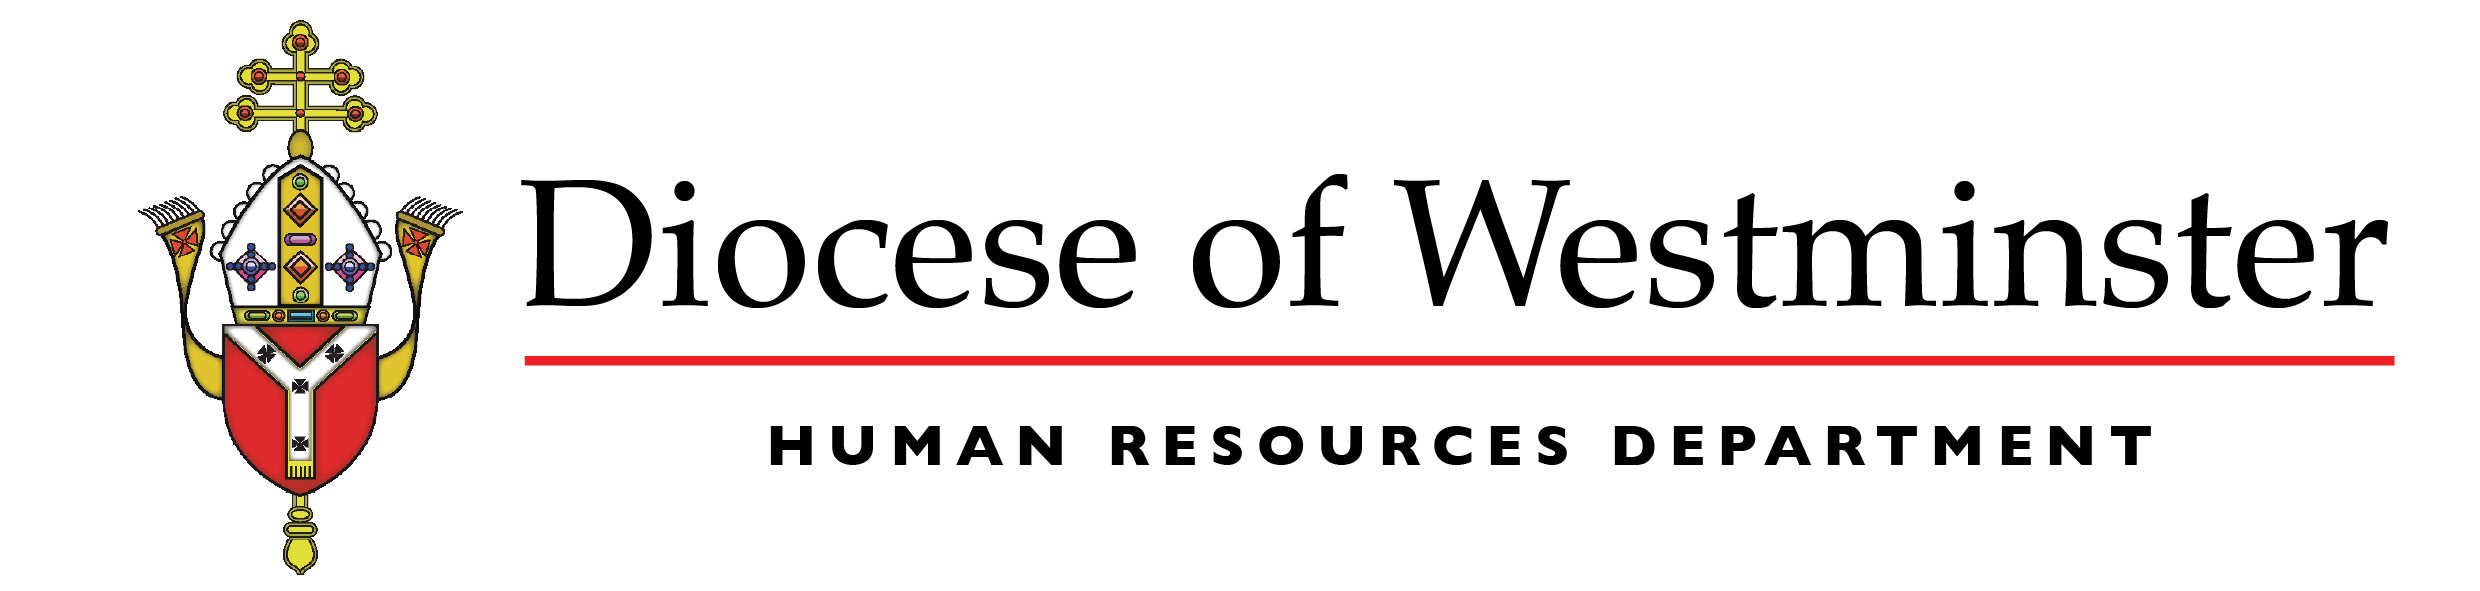 Diocese of Westminster
HUMAN RESOURCES DEPARTMENT